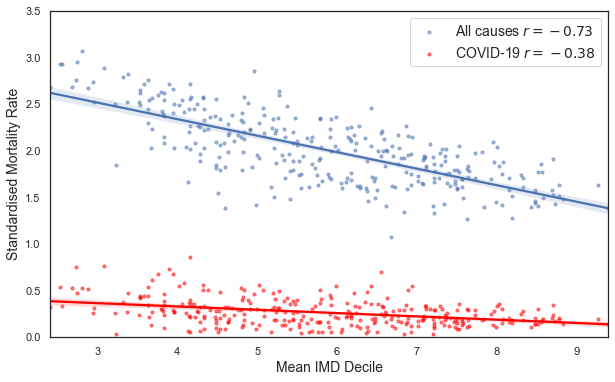 3.5
All causes r = −0.73
COVID-19 r = −0.38
3.0
2.5
2.0
1.5
1.0
0.5
0.0
Standardised Mortality Rate
3 4 5 6 7 8 9
Mean IMD Decile